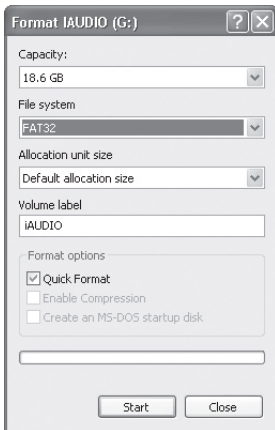 Format IAUDIO (G:)
Capacity:
18.6 GB
File system
FAT32
Allocation unit size
Default allocation size
Volume label
iAUDIO
Format options
Quick Format
Enable Compression
Create an MS-DOS startup disk
Start Close